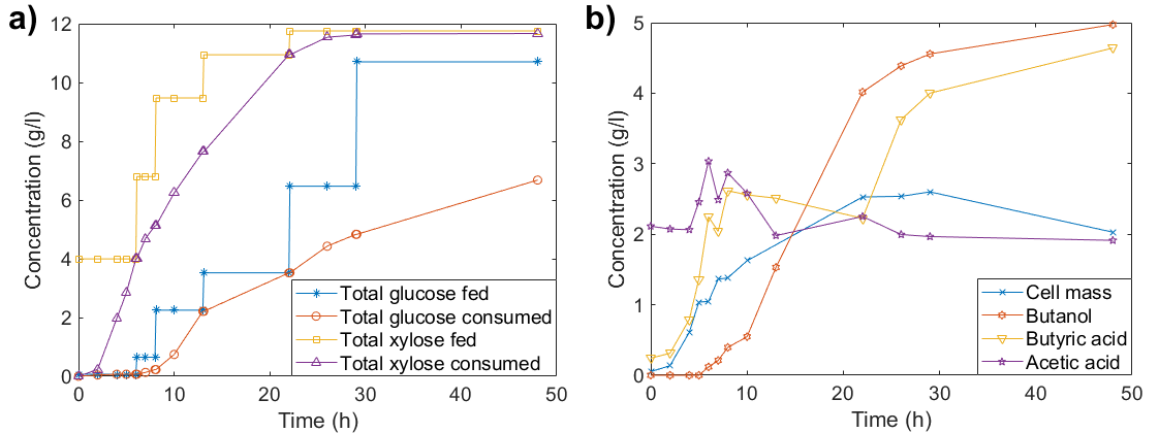 a)
Concentration (g/l)
12
10
8
6
4
2
0
0 10 20 30 40 50
Time (h)
Total glucose fed
Total glucose consumed
Total xylose fed
Total xylose consumed
b)
Concentration (g/l)
5
4
3
2
1
0
0 10 20 30 40 50
Time (h)
Cell mass
Butanol
Butyric acid
Acetic acid